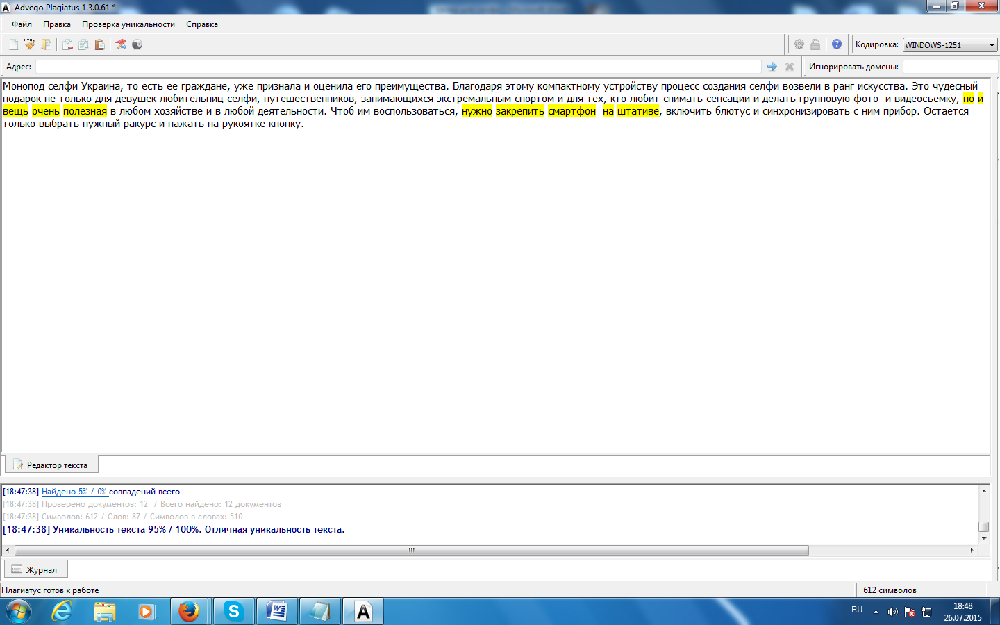 Advego Plagiatus 1.3.0.61 *
Файл Правка Проверка уникальности Справка
HTML
Кодировка: WINDOWS-1251
Адрес: Игнорировать домены:
Монопод селфи Украина, то есть ее граждане, уже признала и оценила его преимущества. Благодаря этому компактному устройству процесс создания селфи возвели в ранг искусства. Это чудесный
подарок не только для девушек-любительниц селфи, путешественников, занимающихся экстремальным спортом и для тех, кто любит снимать сенсации и делать групповую фото- и видеосъемку, но и
вещь очень полезная в любом хозяйстве и в любой деятельности. Чтоб им воспользоваться, нужно закрепить смартфон на штативе, включить блютус и синхронизировать с ним прибор. Остается
только выбрать нужный ракурс и нажать на рукоятке кнопку.
Редактор текста
[18:47:38] Найдено 5% / 0% совпадений всего
[18:47:38] Проверено документов: 12 / Всего найдено: 12 документов
[18:47:38] Символов: 612 / Слов: 87 / Символов в словах: 510
[18:47:38] Уникальность текста 95% / 100%. Отличная уникальность текста.
Журнал
Плагиатус готов к работе 612 символов
RU 18:48
26.07.2015